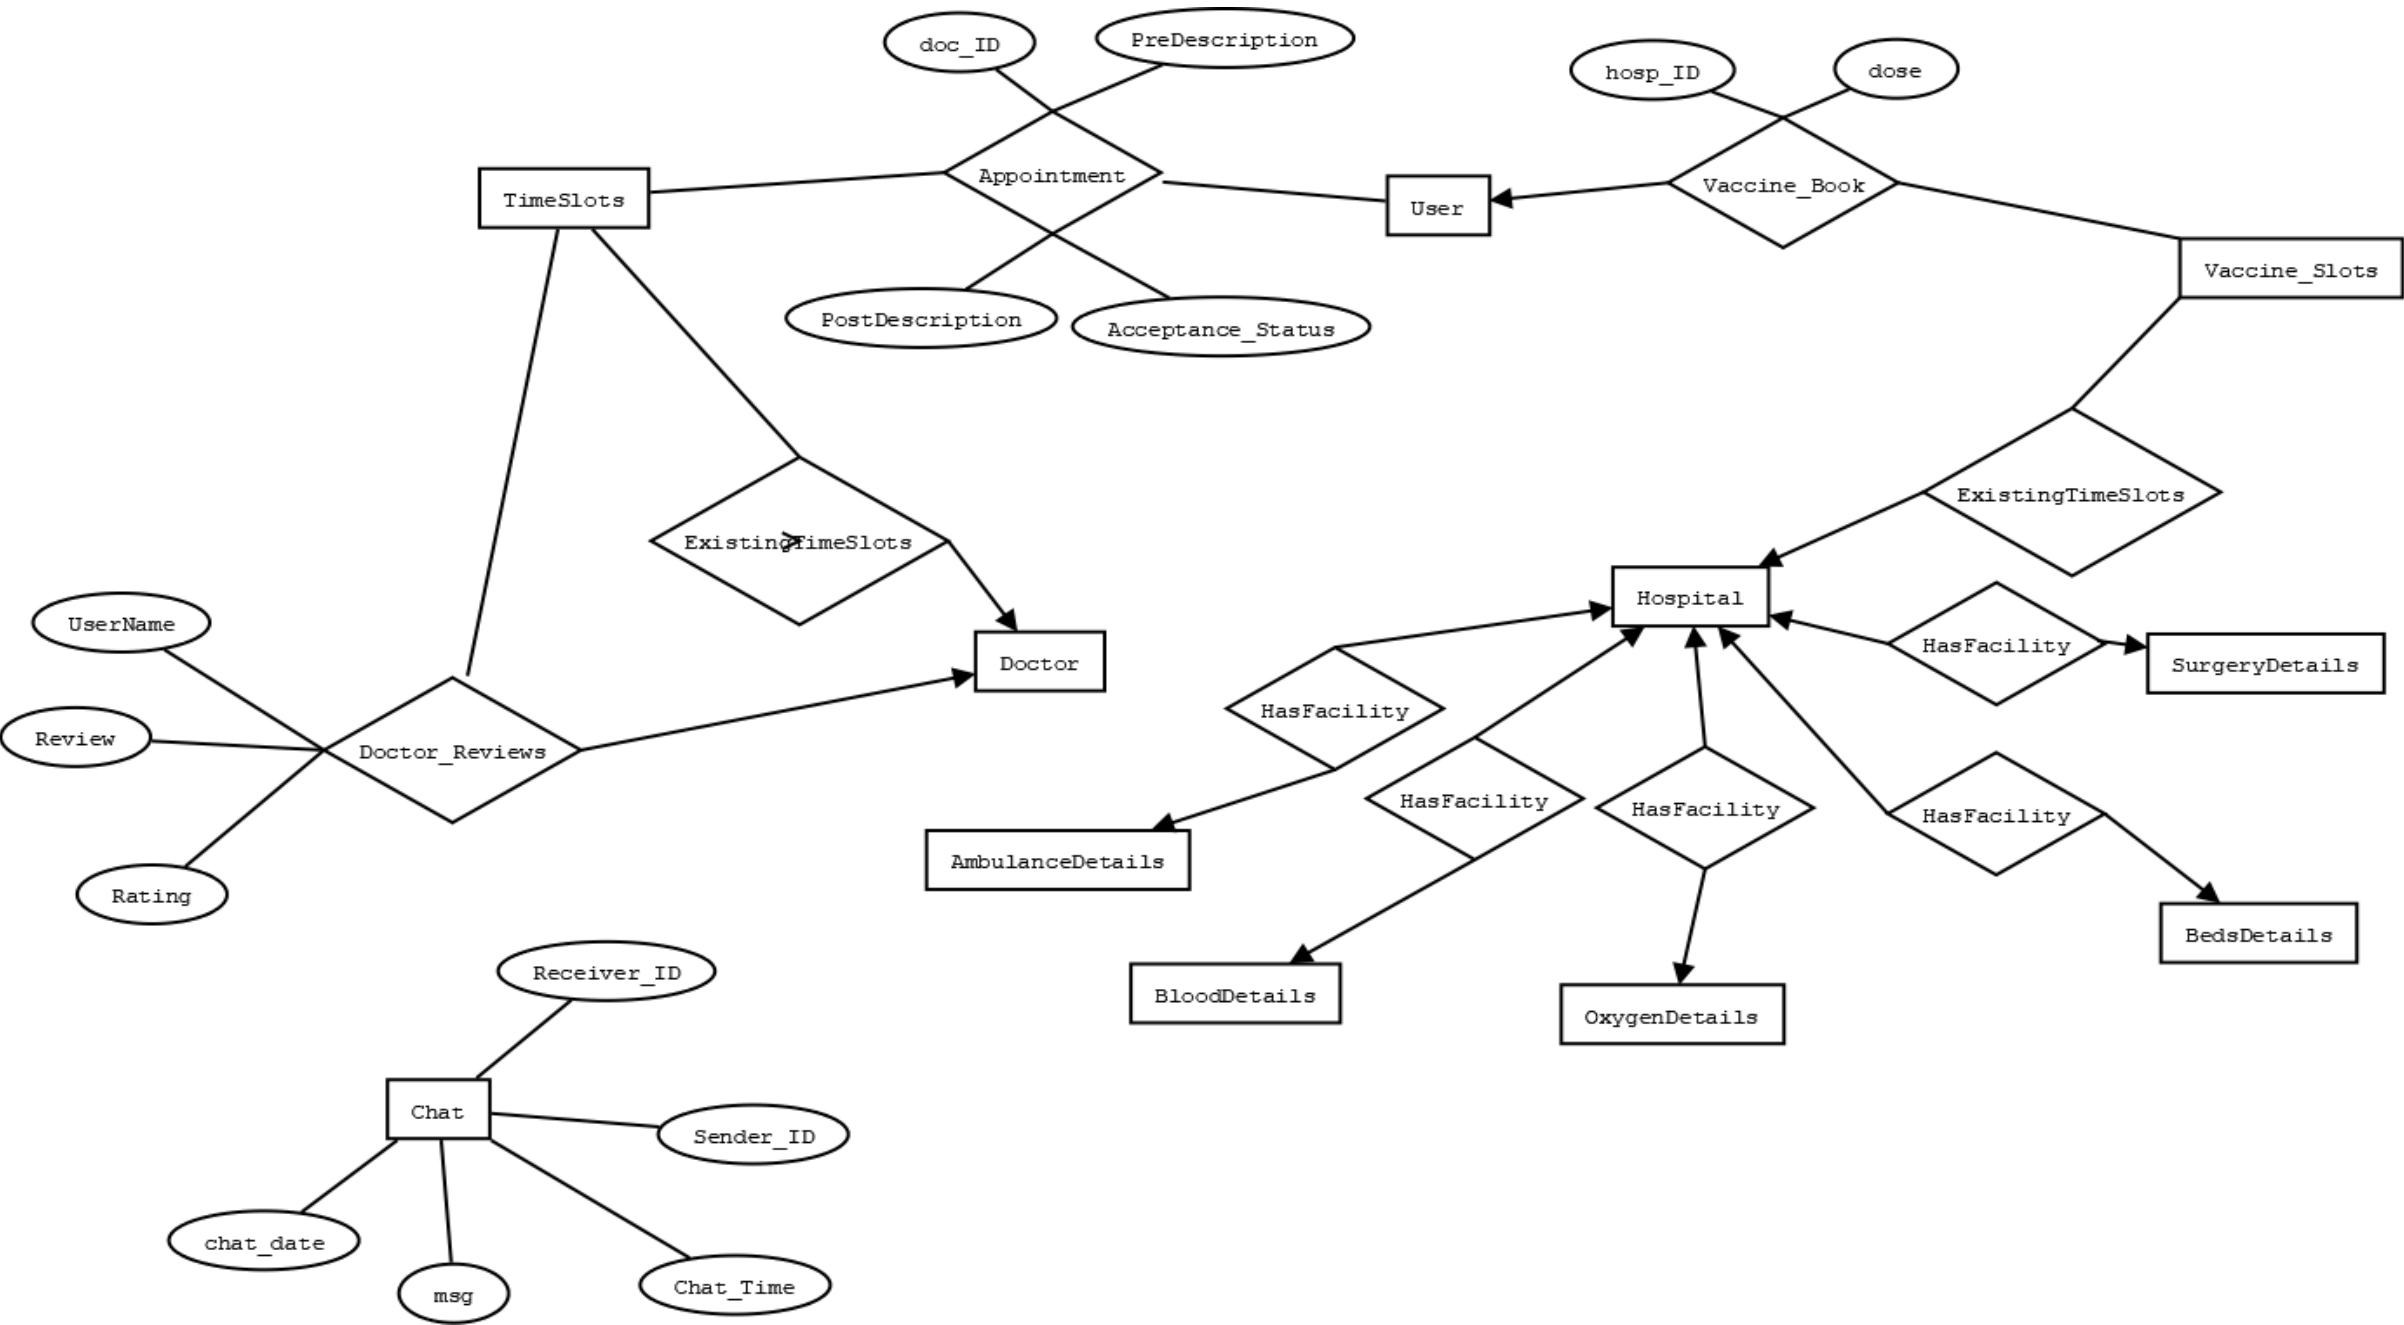 doc_ID
PreDescription
hosp_ID
dose
TimeSlots
Appointment
User
Vaccine_Book
Vaccine_Slots
PostDescription
Acceptance_Status
ExistingTimeSlots
>
ExistingTimeSlots
Hospital
UserName
Doctor
HasFacility
SurgeryDetails
Review
Doctor_Reviews
HasFacility
HasFacility
HasFacility
HasFacility
AmbulanceDetails
Rating
BedsDetails
Receiver_ID
BloodDetails
OxygenDetails
Chat
Sender_ID
chat_date
msg
Chat_Time